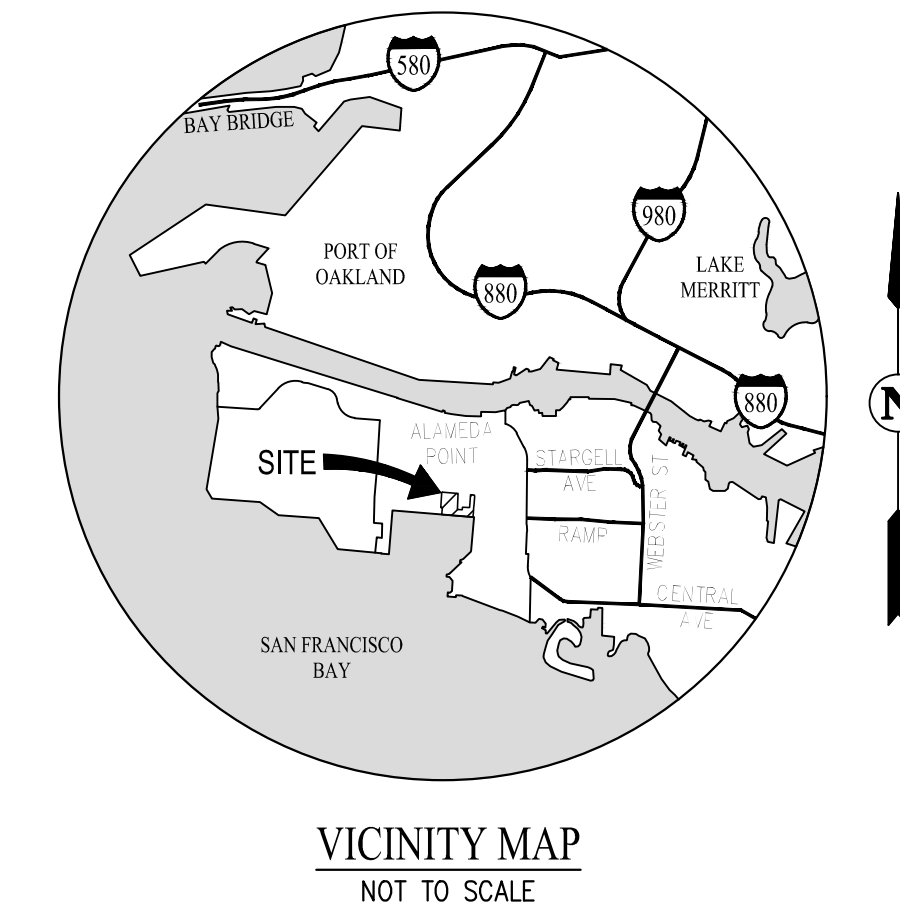 580
BAY BRIDGE
980
PORT OF
OAKLAND
LAKE
MERRITT
880
880
N
ALAMEDA
POINT
SITE
STARGELL
AVE
WEBSTER ST
RAMP
CENTRAL
AVE
SAN FRANCISCO
BAY
VICINITY MAP
NOT TO SCALE